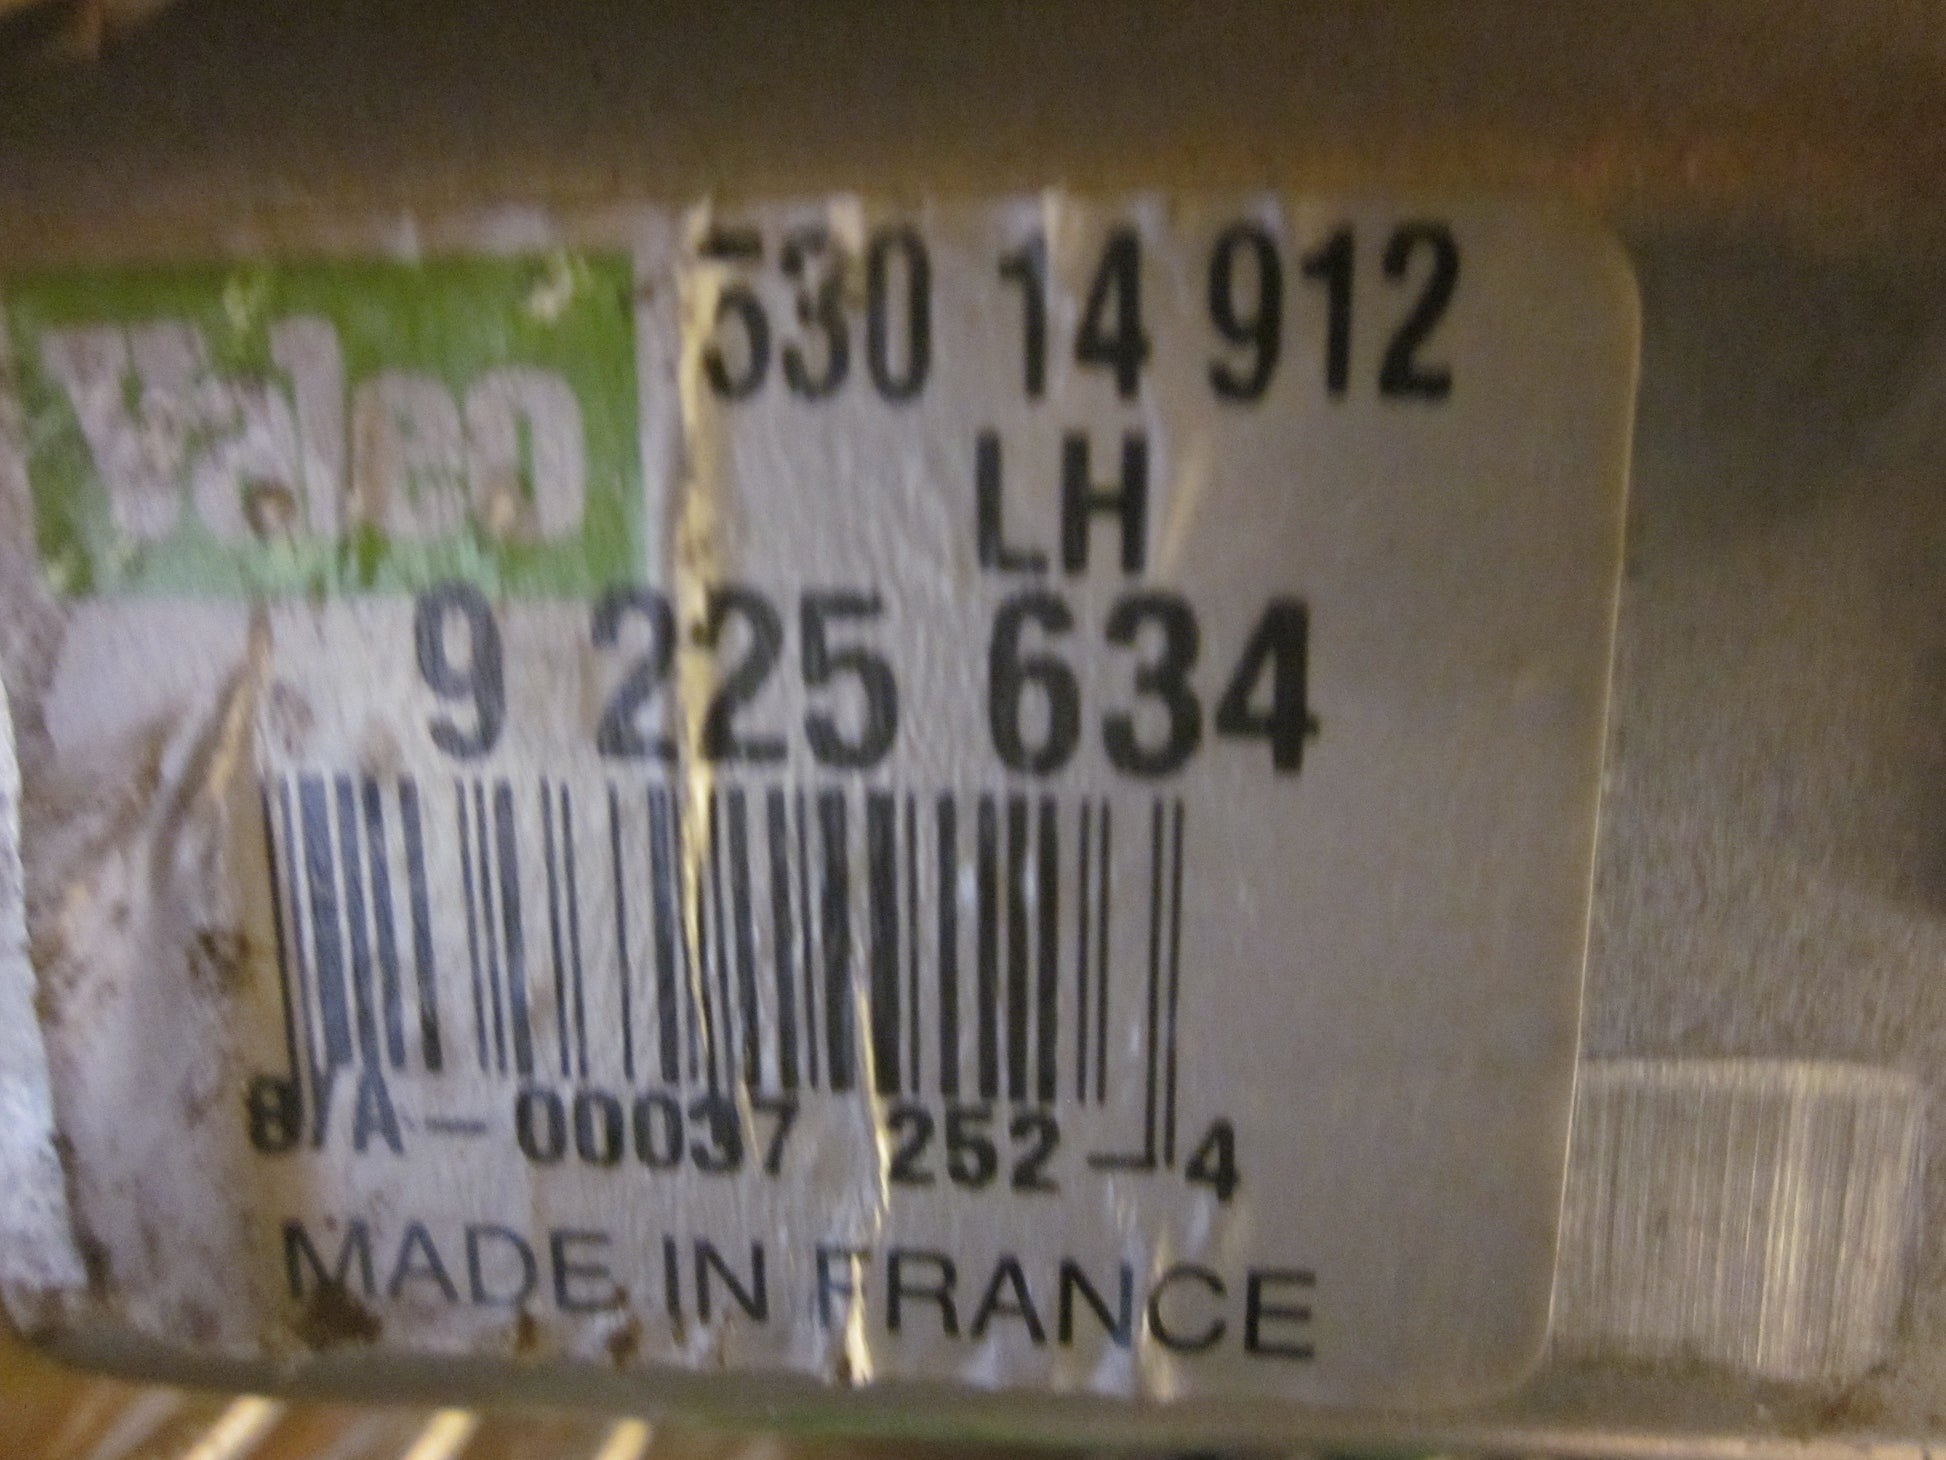 Valeo
530 14 912
LH
9 225 634
8/A-00037 252-4
MADE IN FRANCE